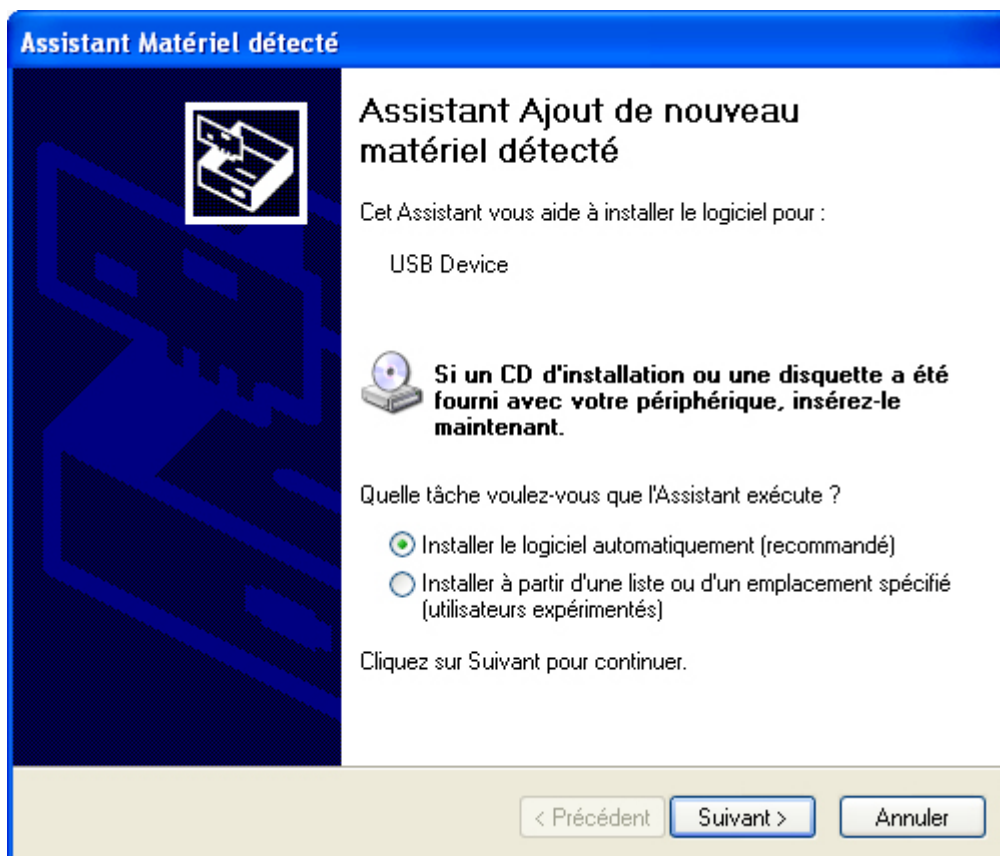 Assistant Matériel détecté
Assistant Ajout de nouveau
matériel détecté
Cet Assistant vous aide à installer le logiciel pour :
USB Device
Si un CD d'installation ou une disquette a été
fourni avec votre périphérique, insérez-le
maintenant.
Quelle tâche voulez-vous que l'Assistant exécute ?
Installer le logiciel automatiquement (recommandé)
Installer à partir d'une liste ou d'un emplacement spécifié
(utilisateurs expérimentés)
Cliquez sur Suivant pour continuer.
< Précédent
Suivant >
Annuler